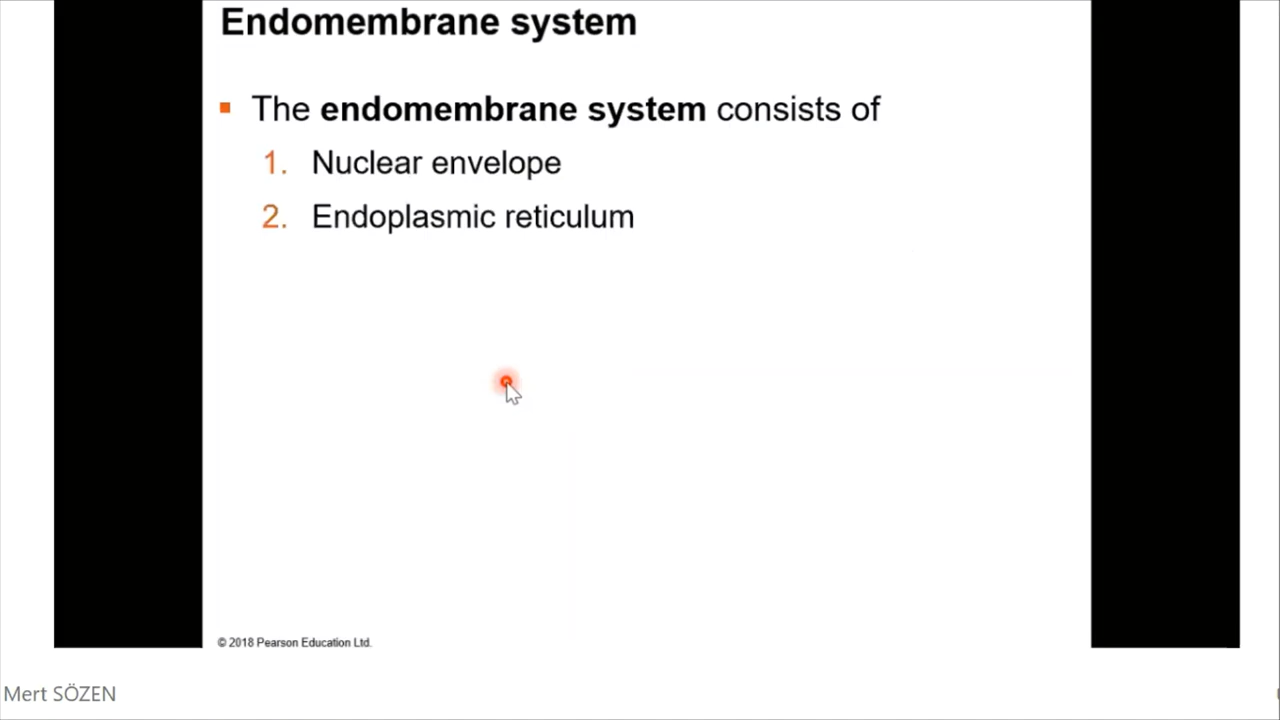 Endomembrane system
The endomembrane system consists of
1. Nuclear envelope
2. Endoplasmic reticulum
© 2018 Pearson Education Ltd.
Mert SÖZEN